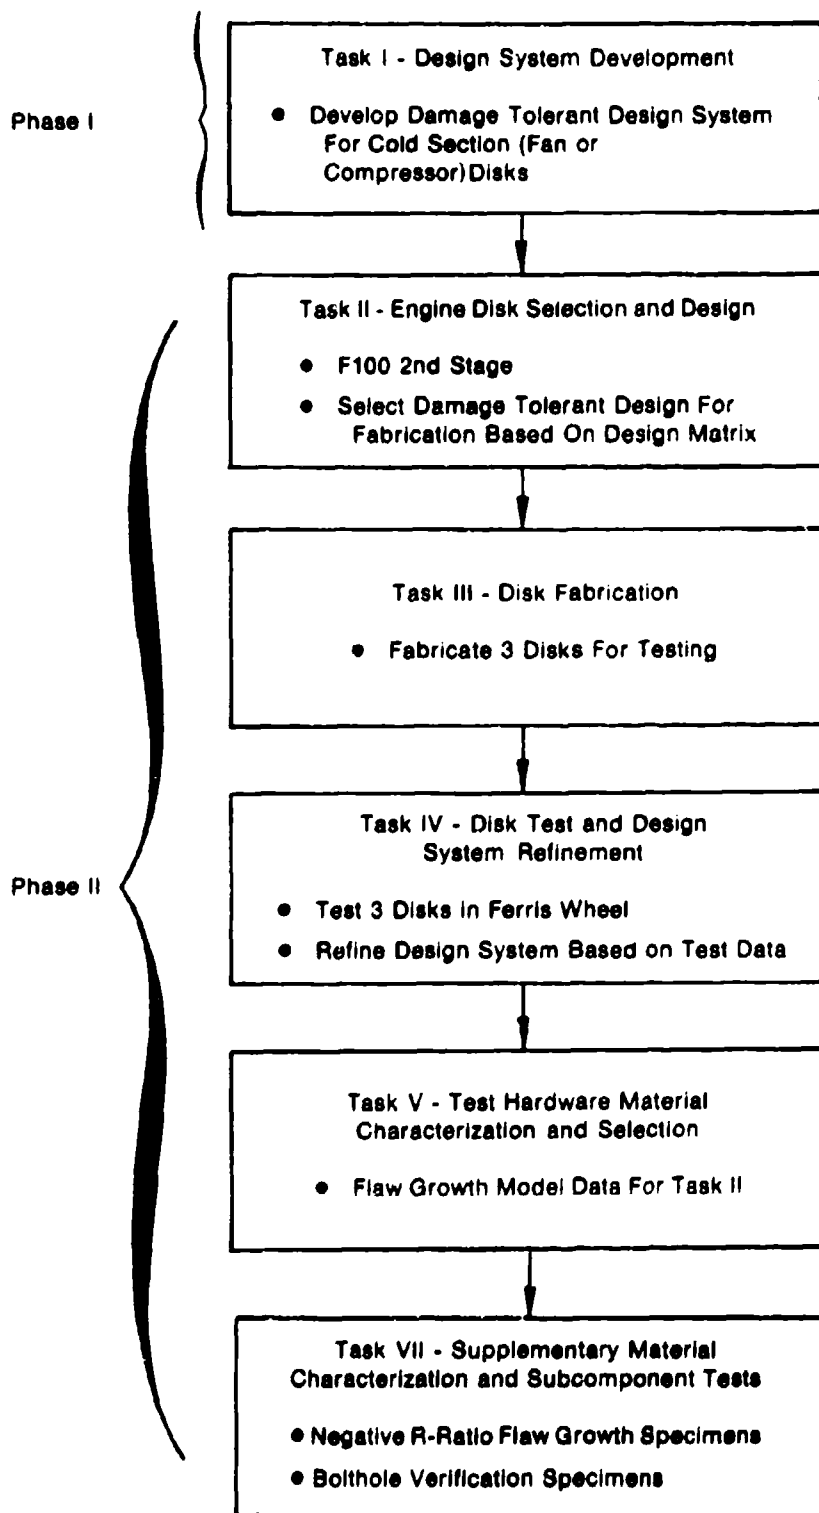 Task I - Design System Development
Phase I
● Develop Damage Tolerant Design System
For Cold Section (Fan or
Compressor) Disks
Task II - Engine Disk Selection and Design
● F100 2nd Stage
● Select Damage Tolerant Design For
Fabrication Based On Design Matrix
Task III - Disk Fabrication
● Fabricate 3 Disks For Testing
Task IV - Disk Test and Design
System Refinement
Phase II
● Test 3 Disks in Ferris Wheel
● Refine Design System Based on Test Data
Task V - Test Hardware Material
Characterization and Selection
● Flaw Growth Model Data For Task II
Task VII - Supplementary Material
Characterization and Subcomponent Tests
● Negative R-Ratio Flaw Growth Specimens
● Bolthole Verification Specimens